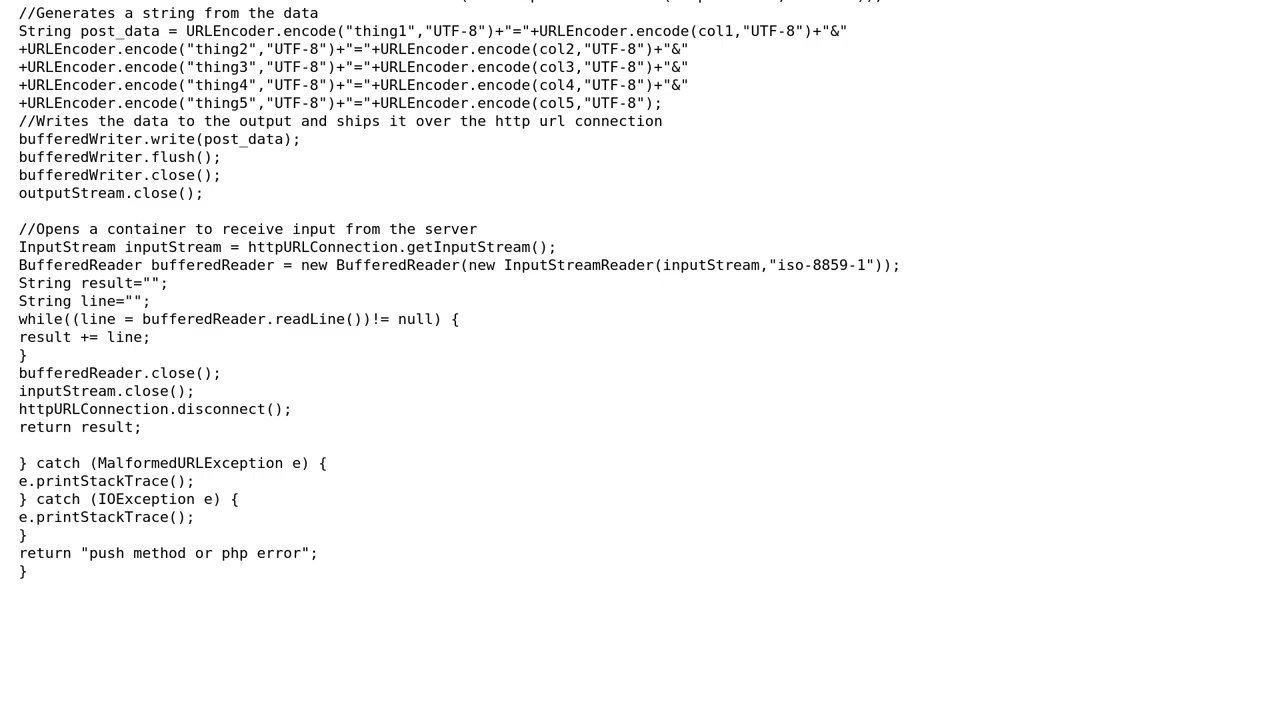 //Generates a string from the data
String post_data = URLEncoder.encode("thing1","UTF-8")+"="+URLEncoder.encode(col1,"UTF-8")+"&"
+URLEncoder.encode("thing2","UTF-8")+"="+URLEncoder.encode(col2,"UTF-8")+"&"
+URLEncoder.encode("thing3","UTF-8")+"="+URLEncoder.encode(col3,"UTF-8")+"&"
+URLEncoder.encode("thing4","UTF-8")+"="+URLEncoder.encode(col4,"UTF-8")+"&"
+URLEncoder.encode("thing5","UTF-8")+"="+URLEncoder.encode(col5,"UTF-8");
//Writes the data to the output and ships it over the http url connection
bufferedWriter.write(post_data);
bufferedWriter.flush();
bufferedWriter.close();
outputStream.close();

//Opens a container to receive input from the server
InputStream inputStream = httpURLConnection.getInputStream();
BufferedReader bufferedReader = new BufferedReader(new InputStreamReader(inputStream,"iso-8859-1"));
String result="";
String line="";
while((line = bufferedReader.readLine())!= null) {
result += line;
}
bufferedReader.close();
inputStream.close();
httpURLConnection.disconnect();
return result;

} catch (MalformedURLException e) {
e.printStackTrace();
} catch (IOException e) {
e.printStackTrace();
}
return "push method or php error";
}